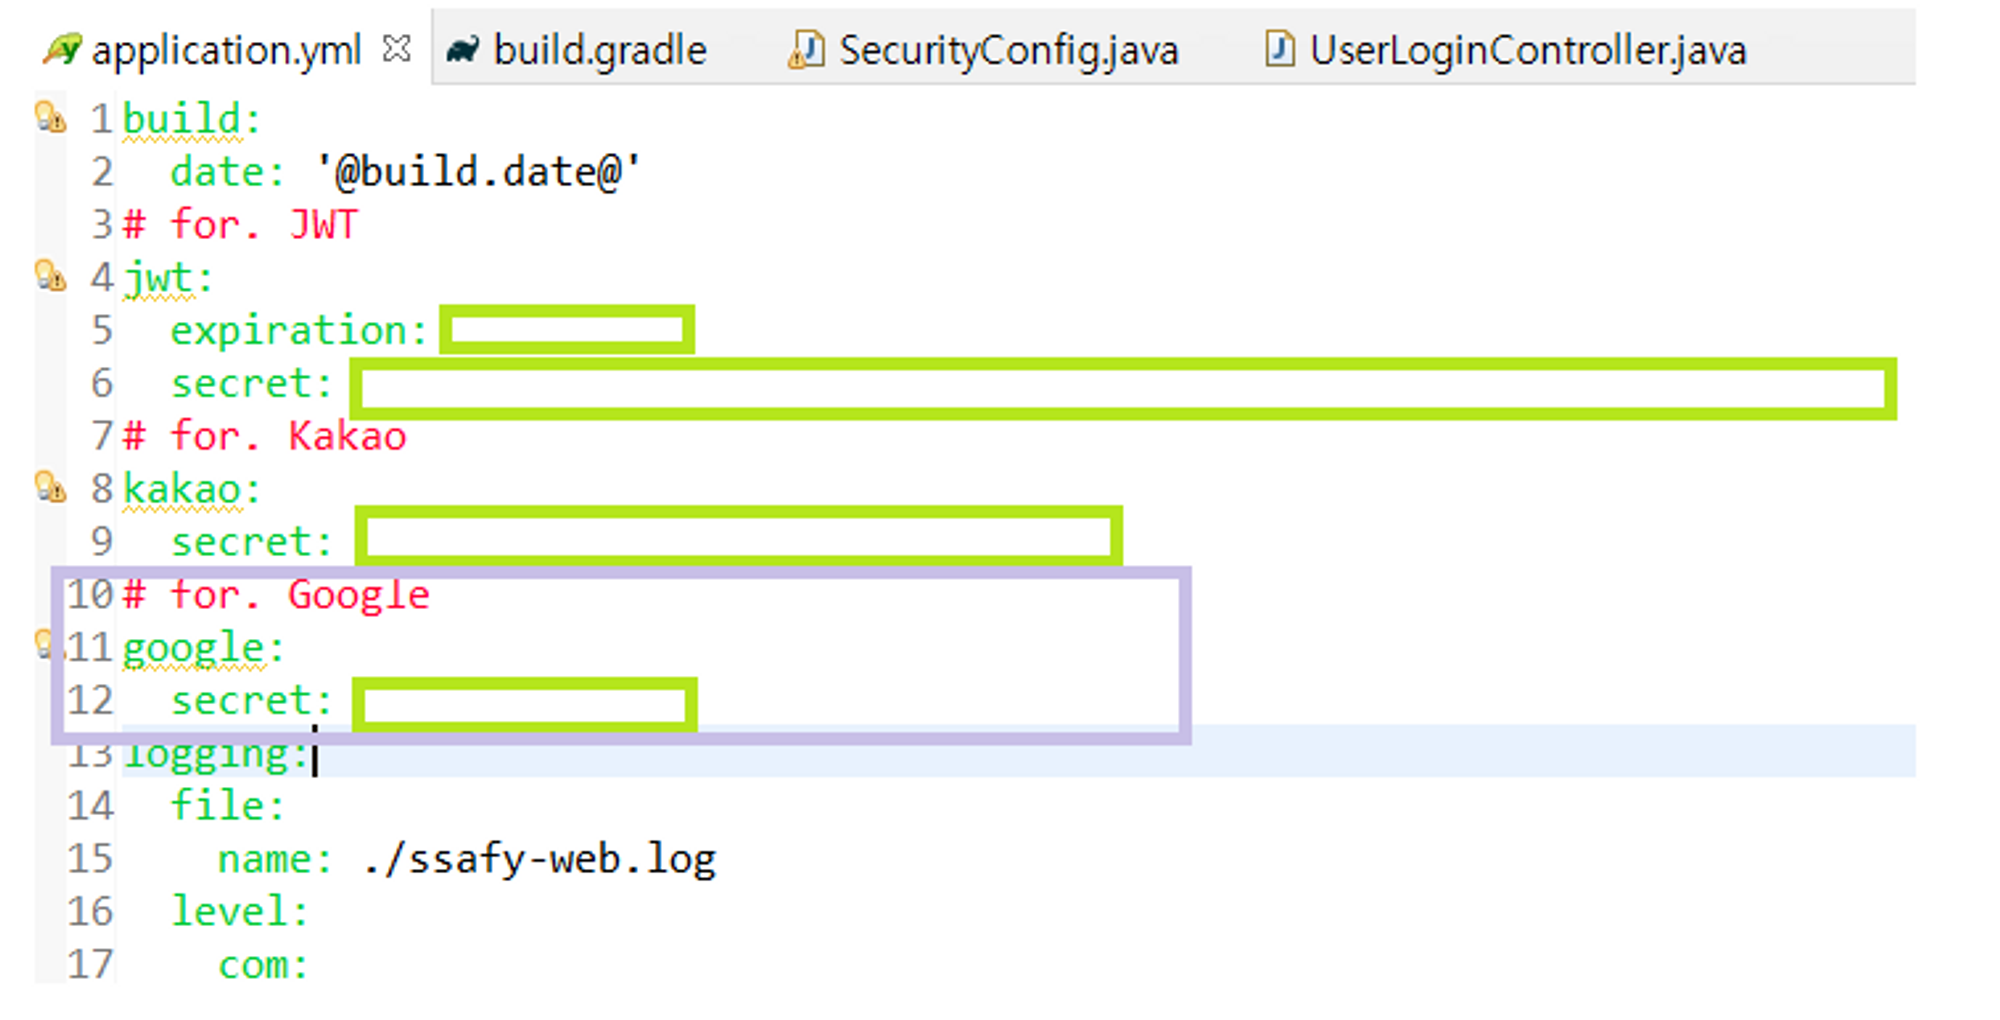 application.yml build.gradle SecurityConfig.java UserLoginController.java
1 build:
2 date: '@build.date@'
3 # for. JWT
4 jwt:
5 expiration:
6 secret:
7 # for. Kakao
8 kakao:
9 secret:
10 # for. Google
11 google:
12 secret:
13 logging:
14 file:
15 name: ./ssafy-web.log
16 level:
17 com: